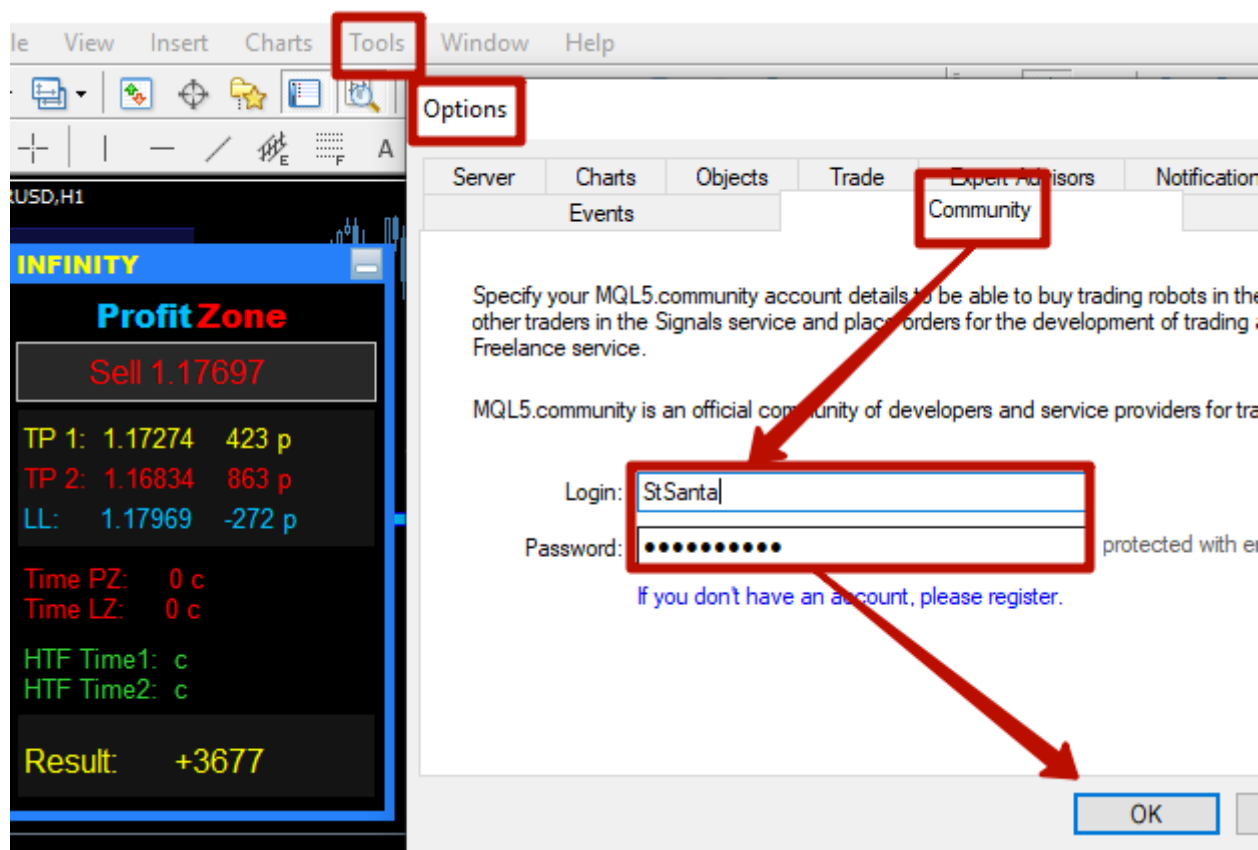 le View Insert Charts Tools Window Help
E F A
Options
Server Charts Objects Trade Expert Advisors Notification
Events Community
USD,H1
INFINITY
Profit Zone
Sell 1.17697
TP 1: 1.17274 423 p
TP 2: 1.16834 863 p
LL: 1.17969 -272 p
Time PZ: 0 c
Time LZ: 0 c
HTF Time1: c
HTF Time2: c
Result: +3677
Specify your MQL5.community account details to be able to buy trading robots in the
other traders in the Signals service and place orders for the development of trading
Freelance service.
MQL5.community is an official community of developers and service providers for tra
Login: StSanta
Password: ●●●●●●●●●●
protected with en
If you don't have an account, please register.
OK